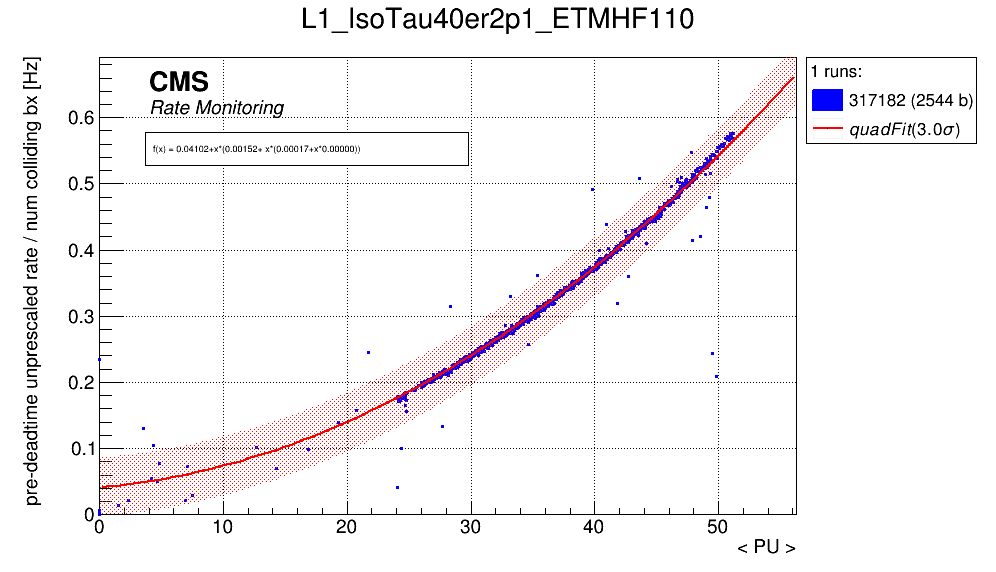 L1_IsoTau40er2p1_ETMHF110
pre-deadtime unprescaled rate / num colliding bx [Hz]
CMS
Rate Monitoring
f(x) = 0.04102+x*(0.00152+ x*(0.00017+x*0.00000))
1 runs:
317182 (2544 b)
quadFit(3.0σ)
0.6
0.5
0.4
0.3
0.2
0.1
0
0 10 20 30 40 50
< PU >